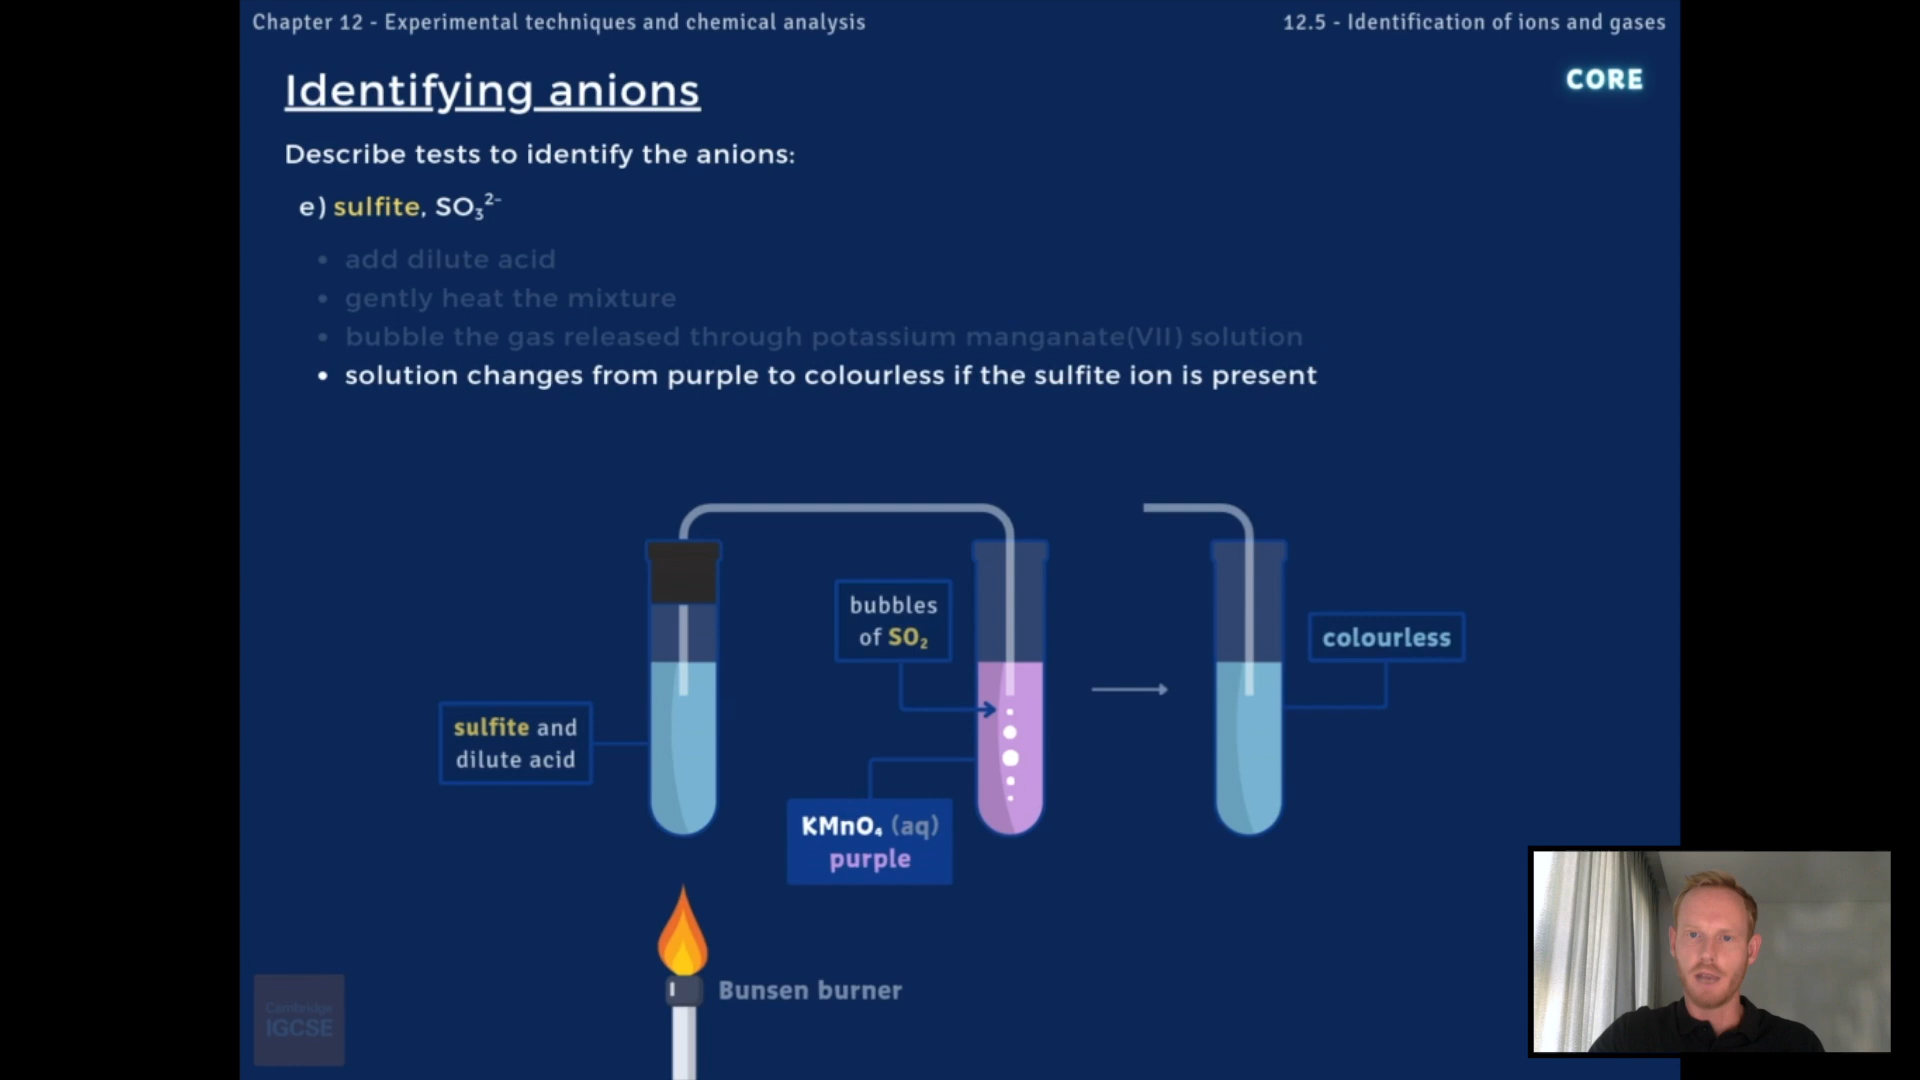 Chapter 12 - Experimental techniques and chemical analysis
12.5 - Identification of ions and gases
CORE
Identifying anions
Describe tests to identify the anions:
e) sulfite, SO₃²⁻
• add dilute acid
• gently heat the mixture
• bubble the gas released through potassium manganate(VII) solution
• solution changes from purple to colourless if the sulfite ion is present
bubbles
of SO₂
colourless
sulfite and
dilute acid
KMnO₄ (aq)
purple
Bunsen burner
Cambridge
IGCSE